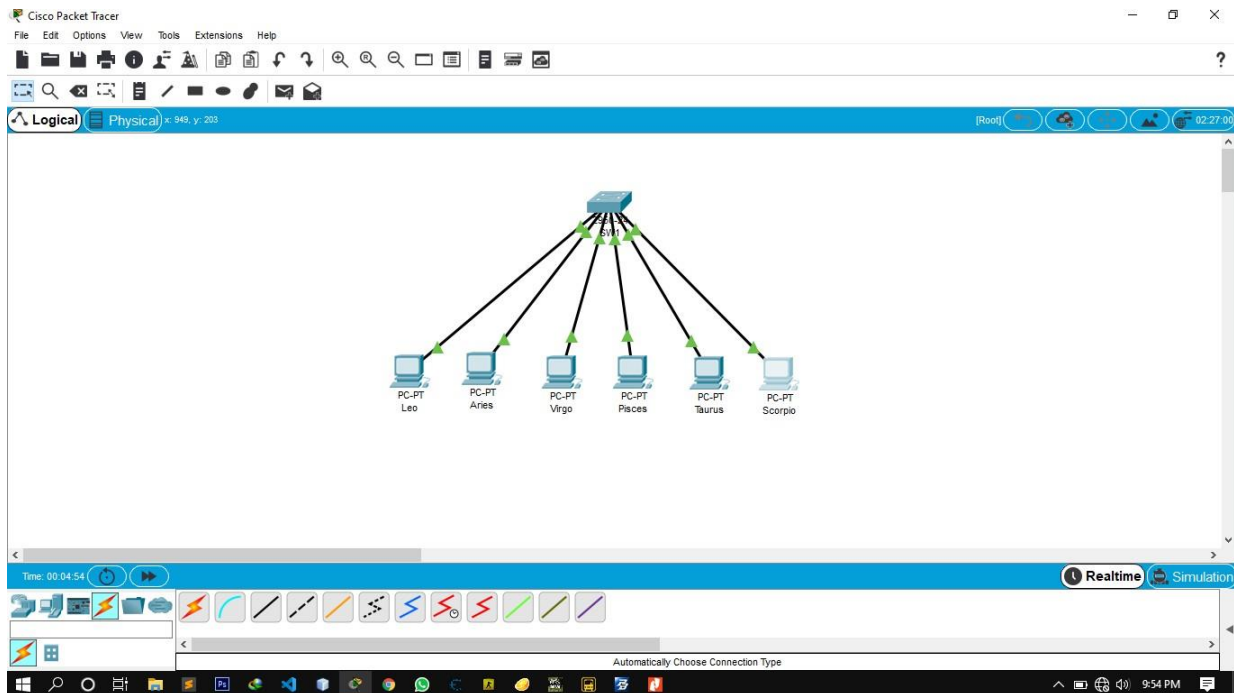 Cisco Packet Tracer
File Edit Options View Tools Extensions Help
?
Logical Physical x: 949, y: 203 [Root] 02:27:00
SW1
PC-PT
Leo
PC-PT
Aries
PC-PT
Virgo
PC-PT
Pisces
PC-PT
Taurus
PC-PT
Scorpio
Time: 00:04:54 Realtime Simulation
Automatically Choose Connection Type
9:54 PM